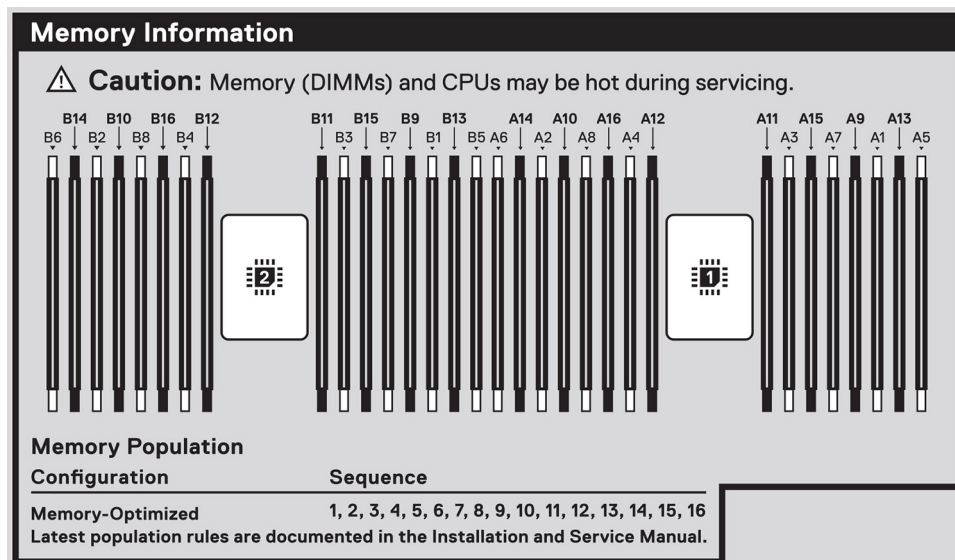 Memory Information
Caution: Memory (DIMMs) and CPUs may be hot during servicing.
B14 B10 B16 B12 B11 B15 B9 B13 A14 A10 A16 A12 A11 A15 A9 A13
B6 B2 B8 B4 B3 B7 B1 B5 A6 A2 A8 A4 A3 A7 A1 A5
2 1
Memory Population
Configuration Sequence
Memory-Optimized 1, 2, 3, 4, 5, 6, 7, 8, 9, 10, 11, 12, 13, 14, 15, 16
Latest population rules are documented in the Installation and Service Manual.